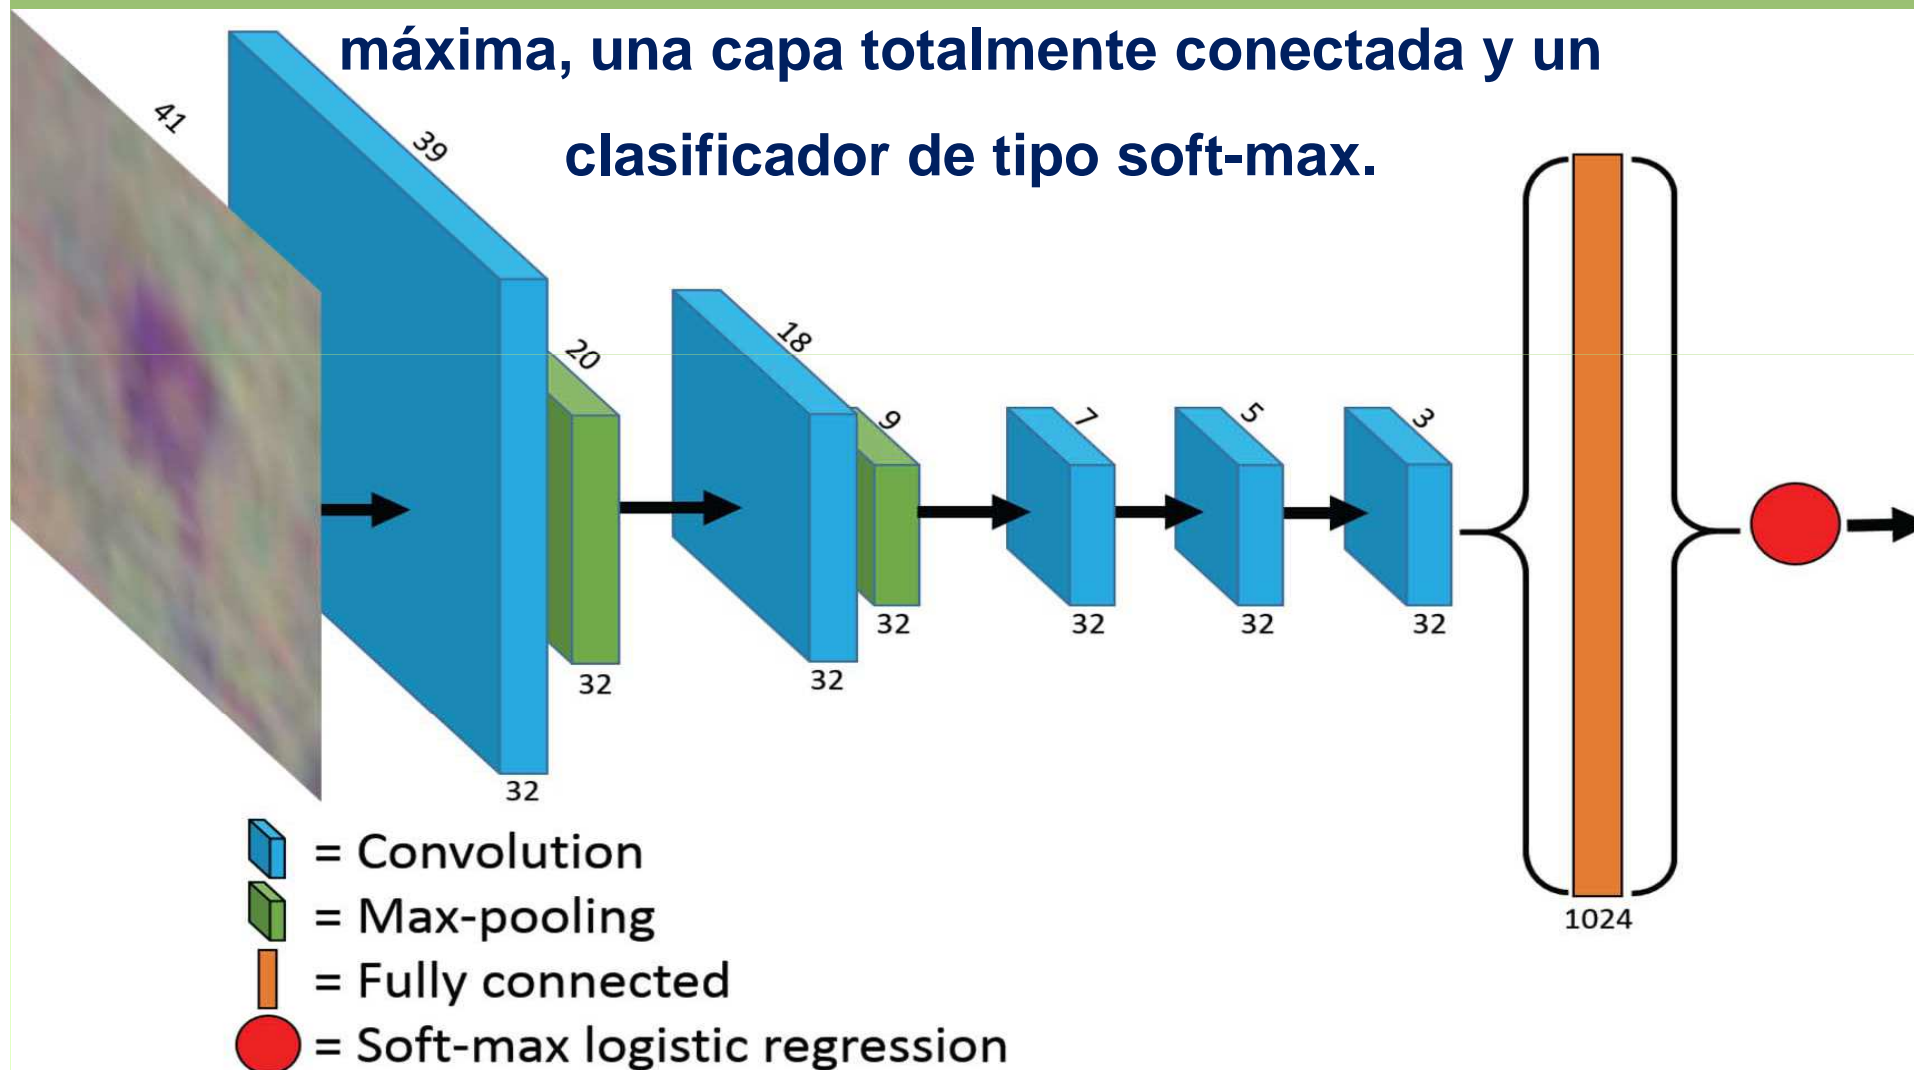 máxima, una capa totalmente conectada y un
clasificador de tipo soft-max.
41
39
20
18
9
7
5
3
32
32
32
32
32
32
32
1024
= Convolution
= Max-pooling
= Fully connected
= Soft-max logistic regression